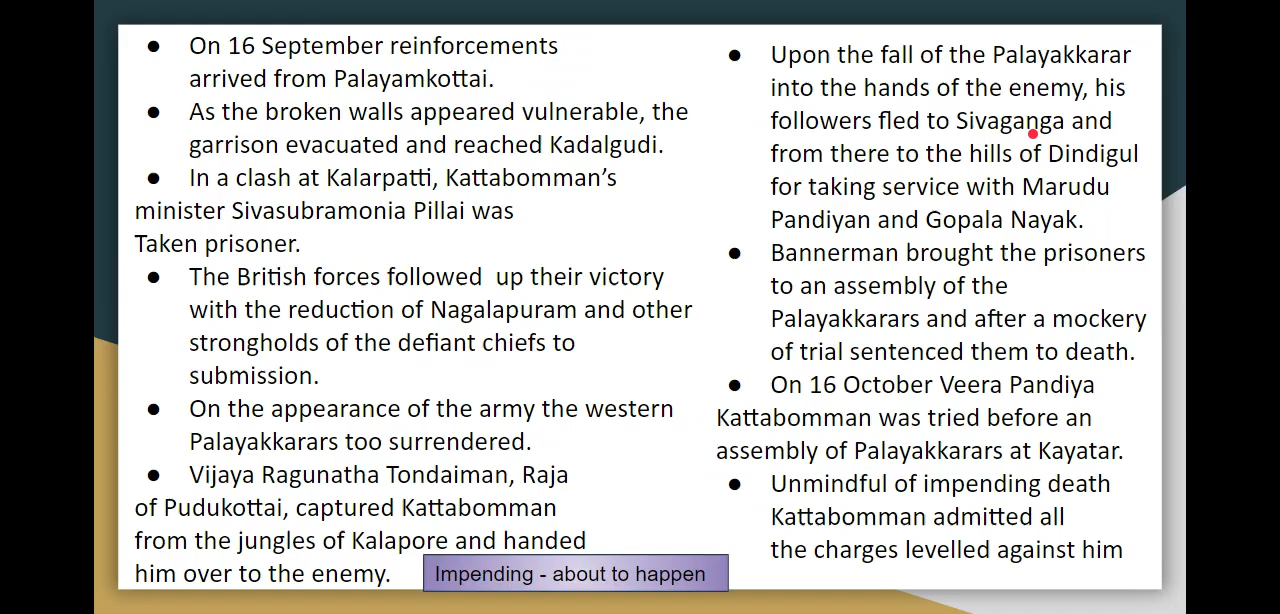 ● On 16 September reinforcements
arrived from Palayamkottai.
● As the broken walls appeared vulnerable, the
garrison evacuated and reached Kadalgudi.
● In a clash at Kalarpatti, Kattabomman’s
minister Sivasubramonia Pillai was
Taken prisoner.
● The British forces followed up their victory
with the reduction of Nagalapuram and other
strongholds of the defiant chiefs to
submission.
● On the appearance of the army the western
Palayakkarars too surrendered.
● Vijaya Ragunatha Tondaiman, Raja
of Pudukottai, captured Kattabomman
from the jungles of Kalapore and handed
him over to the enemy.
Impending - about to happen
● Upon the fall of the Palayakkarar
into the hands of the enemy, his
followers fled to Sivaganga and
from there to the hills of Dindigul
for taking service with Marudu
Pandiyan and Gopala Nayak.
● Bannerman brought the prisoners
to an assembly of the
Palayakkarars and after a mockery
of trial sentenced them to death.
● On 16 October Veera Pandiya
Kattabomman was tried before an
assembly of Palayakkarars at Kayatar.
● Unmindful of impending death
Kattabomman admitted all
the charges levelled against him